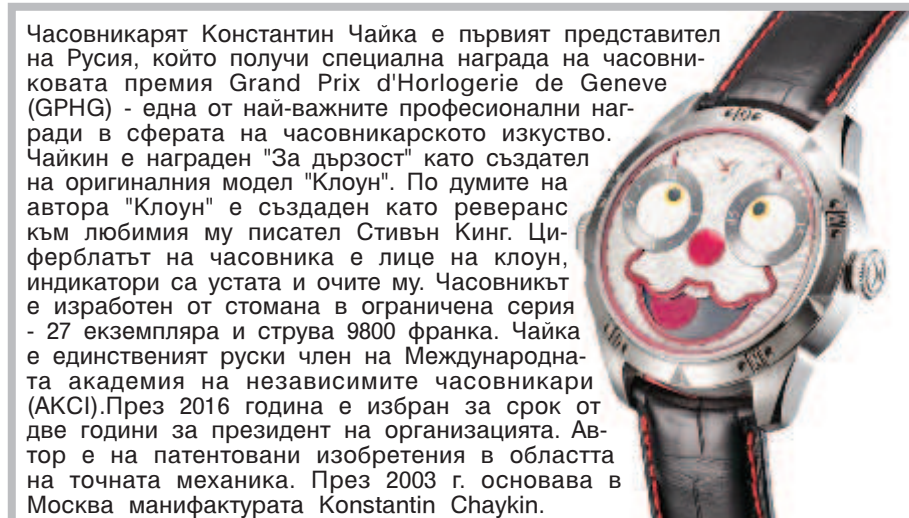 Часовникарят Константин Чайка е първият представител
на Русия, който получи специална награда на часовни-
ковата премия Grand Prix d'Horlogerie de Geneve
(GPHG) - една от най-важните професионални наг-
ради в сферата на часовникарското изкуство.
Чайкин е награден "За дързост" като създател
на оригиналния модел "Клоун". По думите на
автора "Клоун" е създаден като реверанс
към любимия му писател Стивън Кинг. Ци-
ферблатът на часовника е лице на клоун,
индикатори са устата и очите му. Часовникът
е изработен от стомана в ограничена серия
- 27 екземпляра и струва 9800 франка. Чайка
е единственият руски член на Международна-
та академия на независимите часовникари
(AKCI).През 2016 година е избран за срок от
две години за президент на организацията. Ав-
тор е на патентовани изобретения в областта
на точната механика. През 2003 г. основава в
Москва манифактурата Konstantin Chaykin.